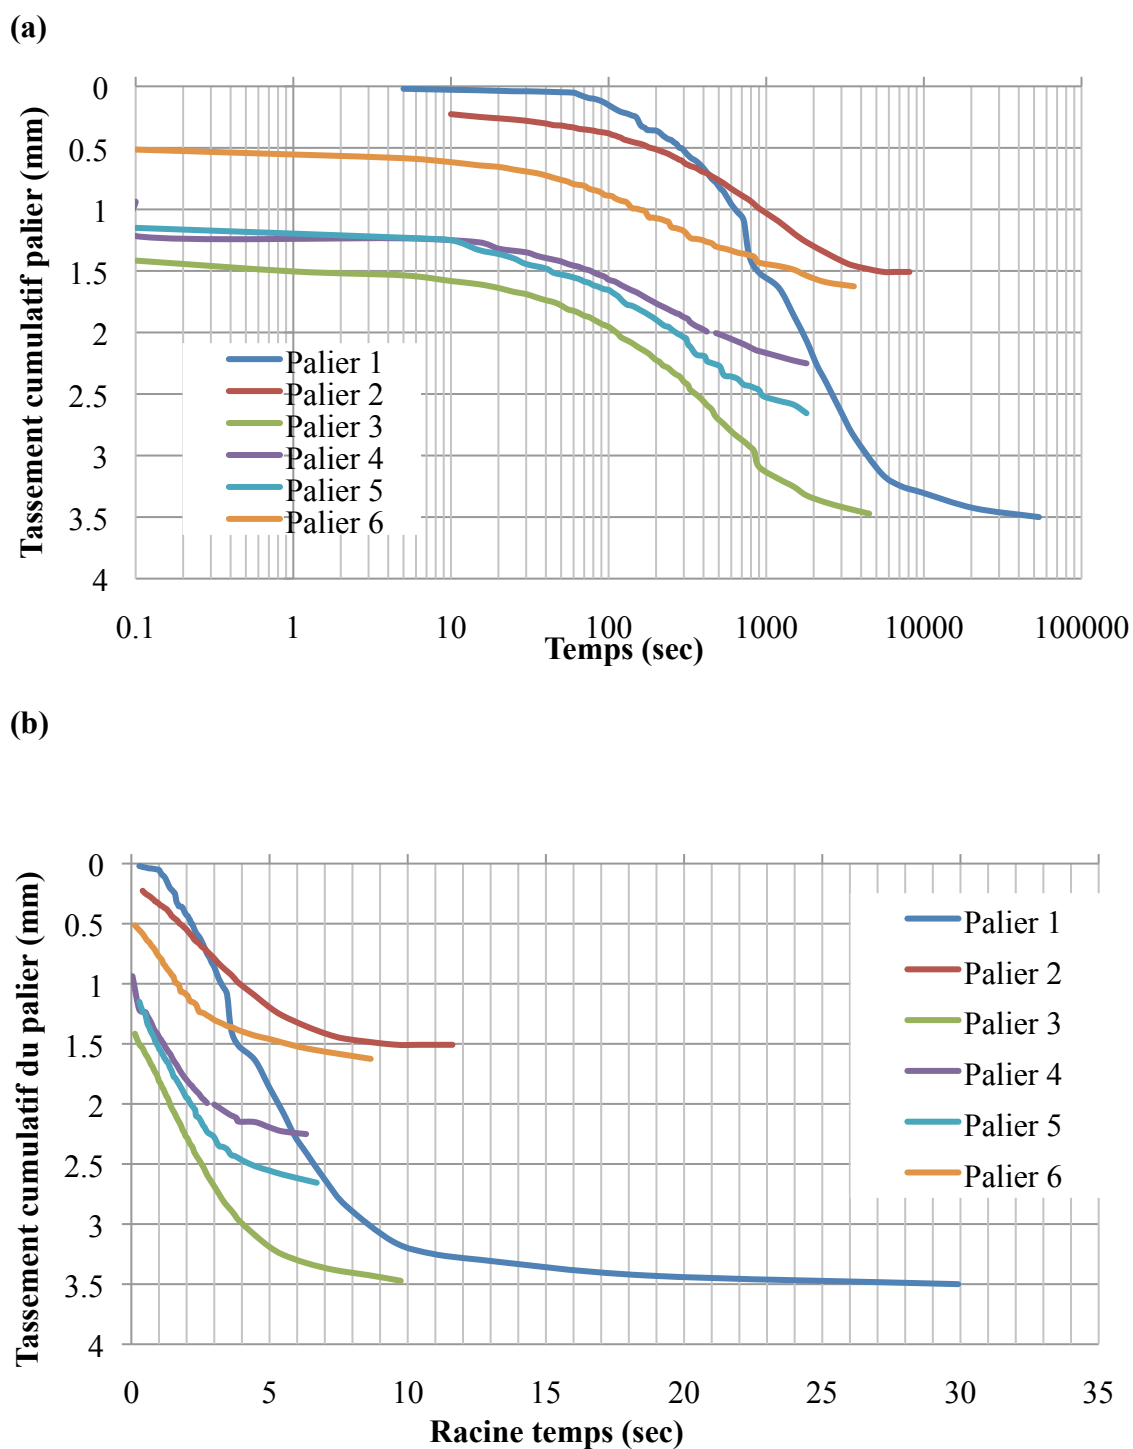 (a)
Tassement cumulatif palier (mm)
0
0.5
1
1.5
2
2.5
3
3.5
4
Palier 1
Palier 2
Palier 3
Palier 4
Palier 5
Palier 6
0.1 1 10 100 1000 10000 100000
Temps (sec)
(b)
Tassement cumulatif du palier (mm)
0
0.5
1
1.5
2
2.5
3
3.5
4
Palier 1
Palier 2
Palier 3
Palier 4
Palier 5
Palier 6
0 5 10 15 20 25 30 35
Racine temps (sec)